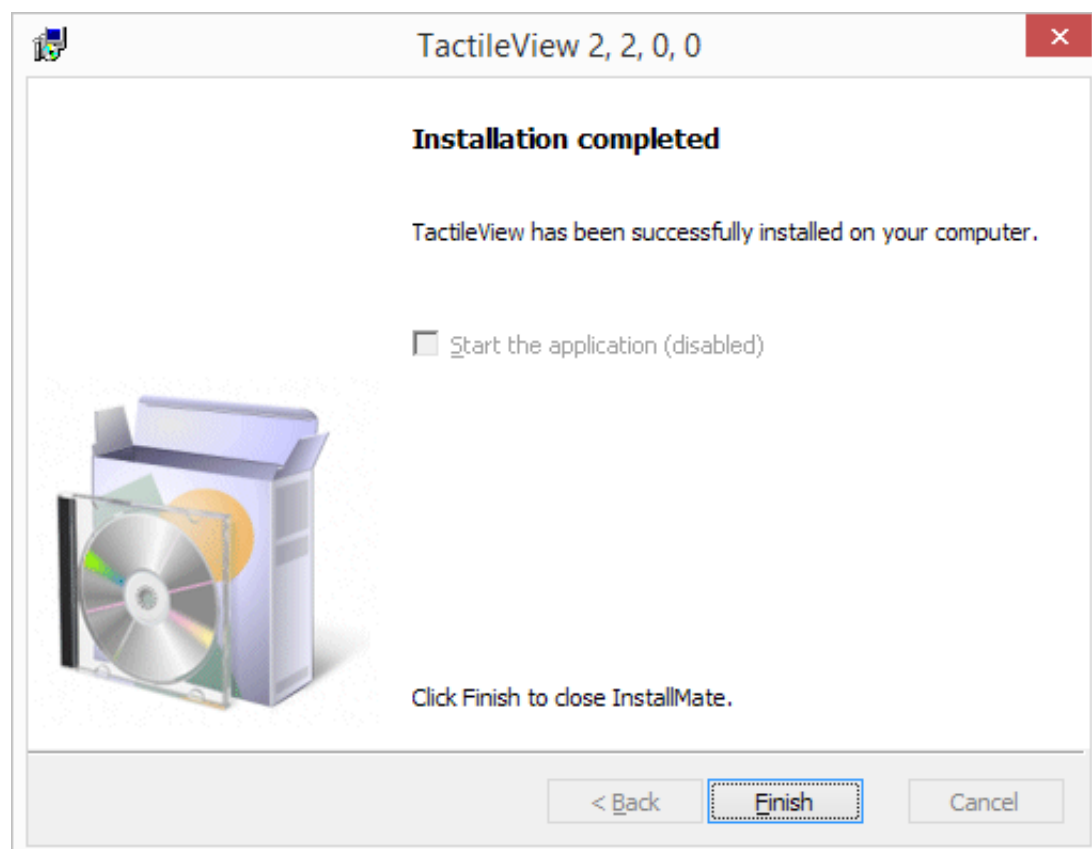 TactileView 2, 2, 0, 0
Installation completed
TactileView has been successfully installed on your computer.
Start the application (disabled)
Click Finish to close InstallMate.
< Back
Finish
Cancel